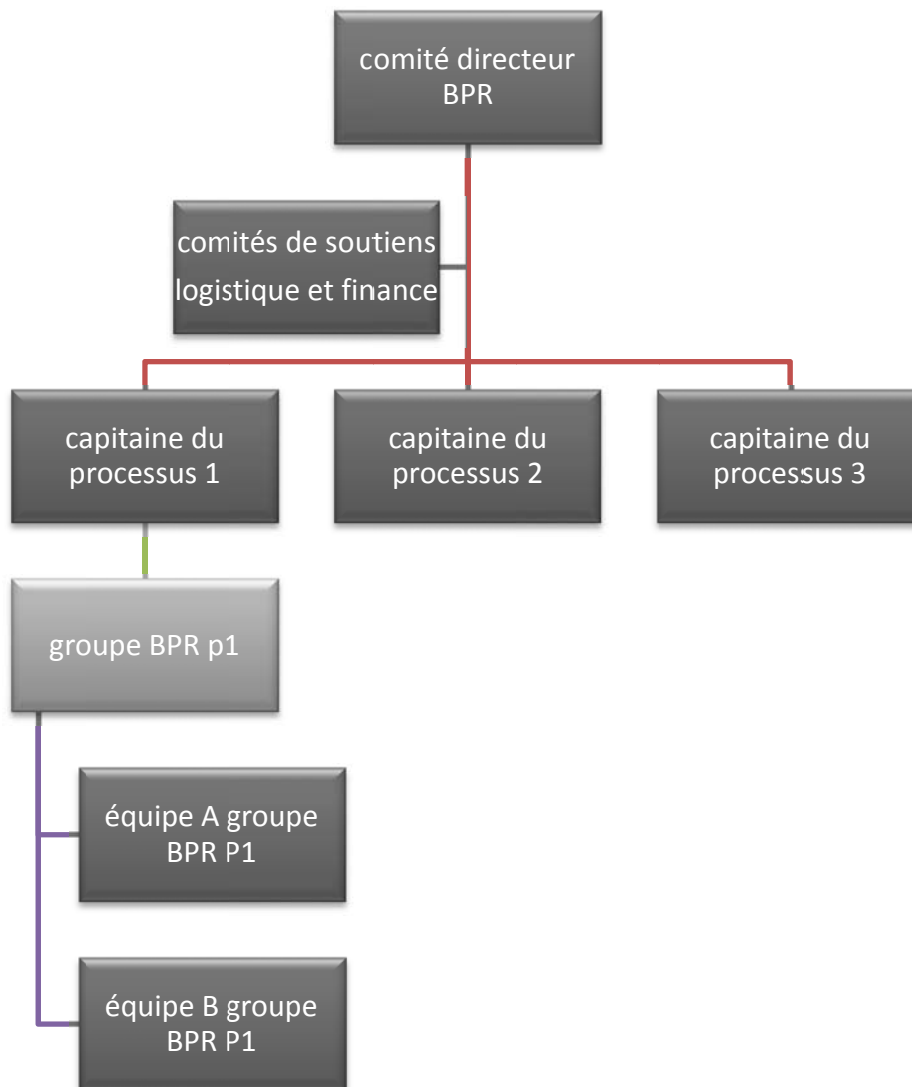 comité directeur
BPR
comités de soutiens
logistique et finance
capitaine du
processus 1
capitaine du
processus 2
capitaine du
processus 3
groupe BPR p1
équipe A groupe
BPR P1
équipe B groupe
BPR P1